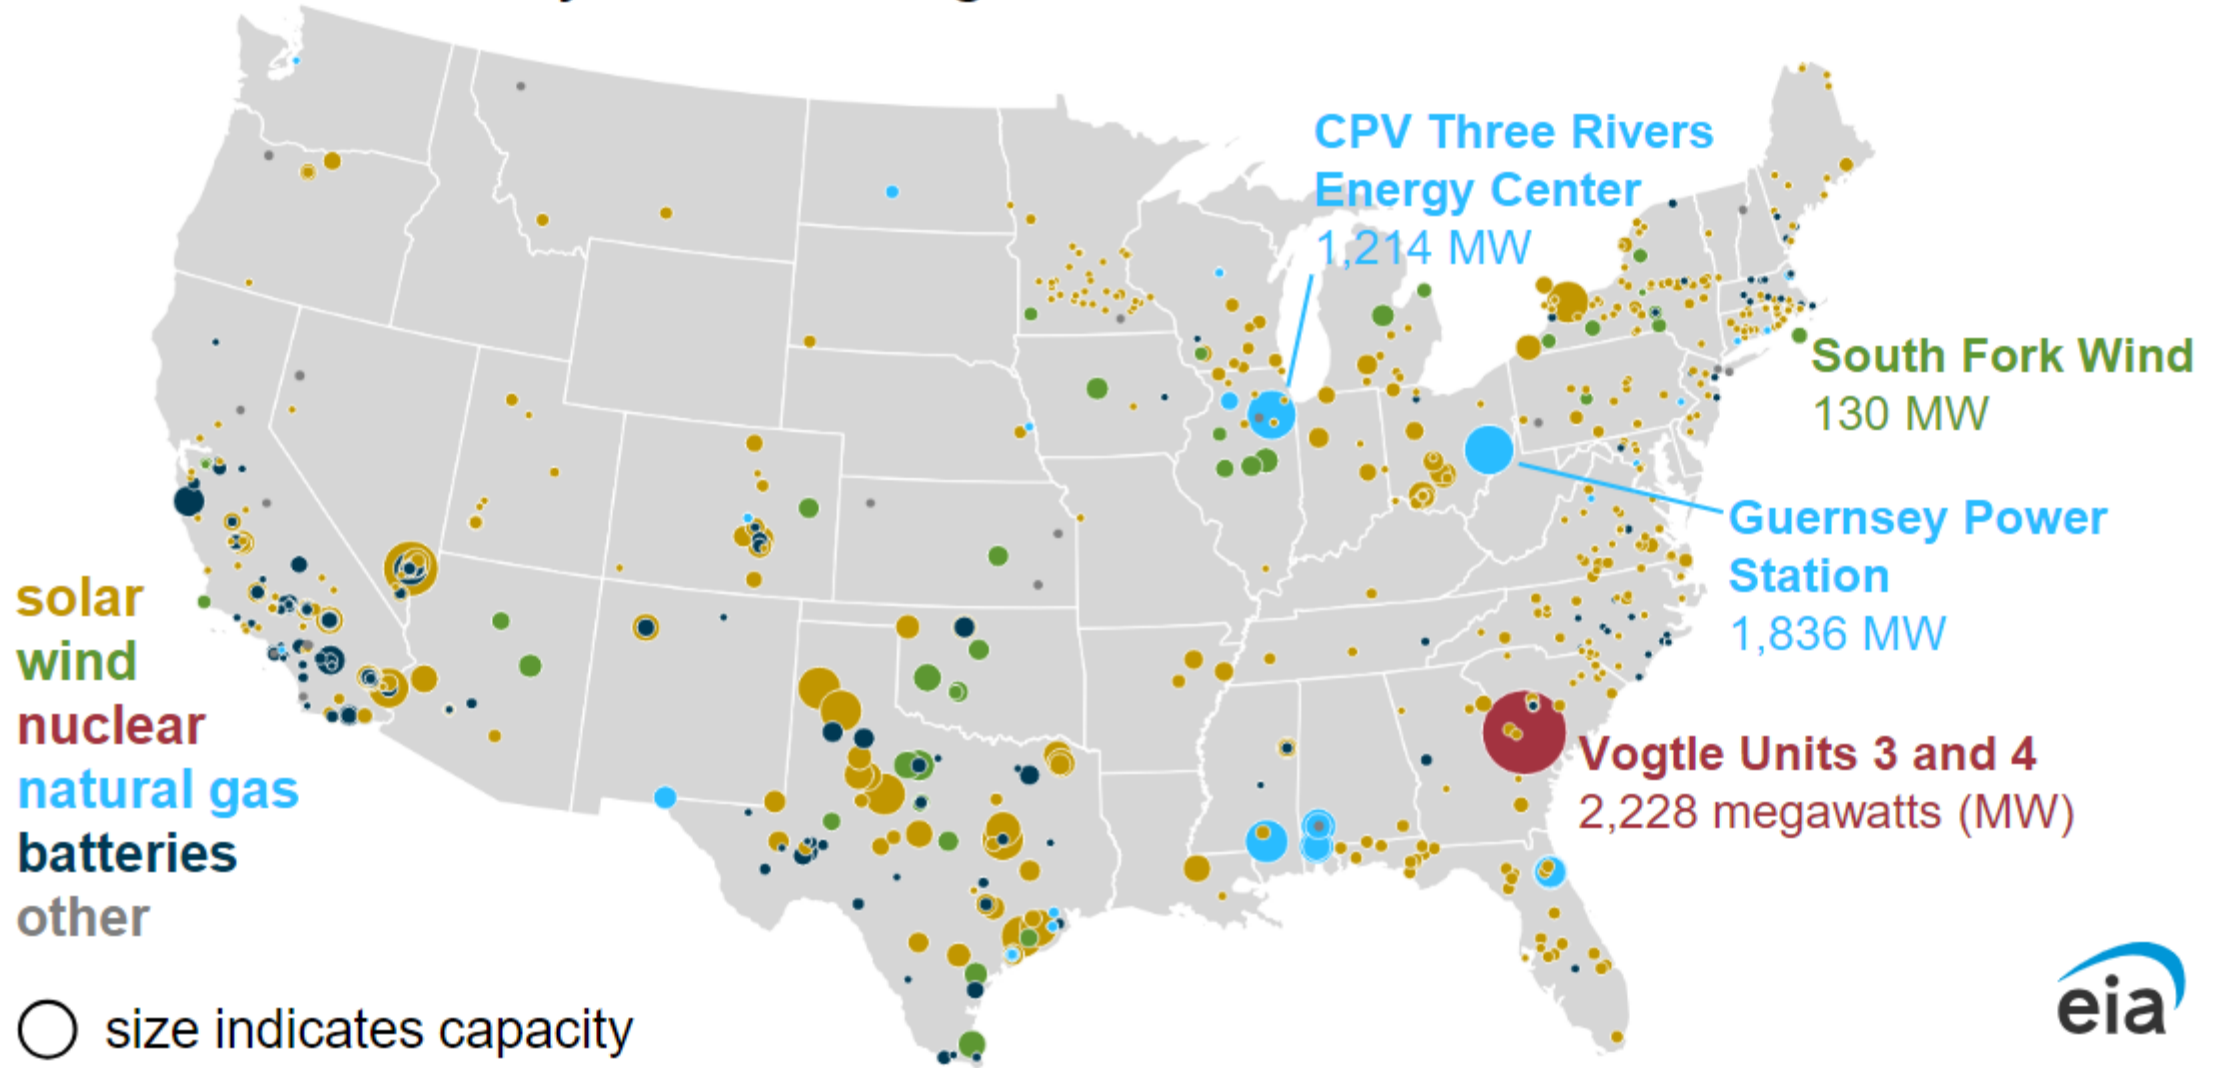 CPV Three Rivers
Energy Center
1,214 MW
South Fork Wind
130 MW
Guernsey Power
Station
1,836 MW
solar
wind
nuclear
natural gas
batteries
other
Vogtle Units 3 and 4
2,228 megawatts (MW)
size indicates capacity
eia